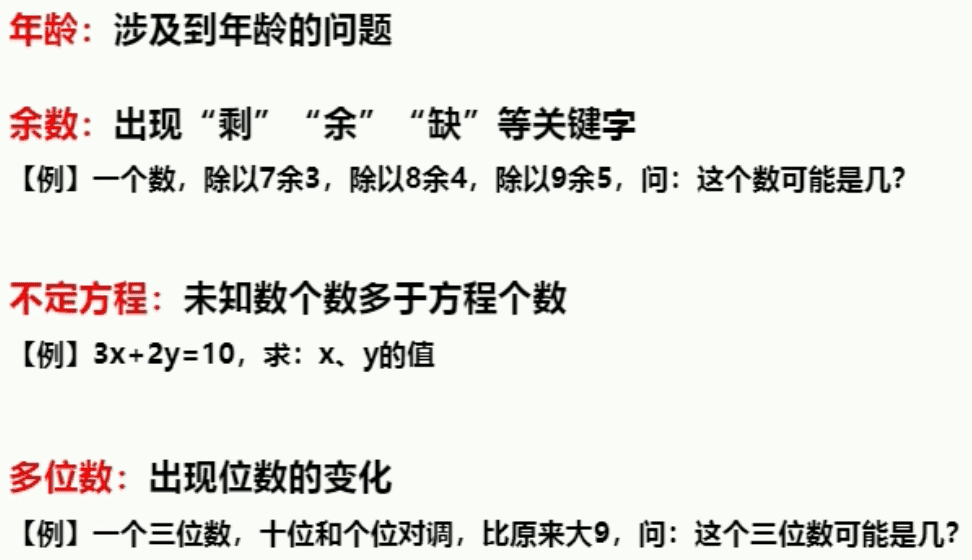 年龄：涉及到年龄的问题
余数：出现“剩”“余”“缺”等关键字
【例】一个数，除以7余3，除以8余4，除以9余5，问：这个数可能是几？
不定方程：未知数个数多于方程个数
【例】3x+2y=10，求：x、y的值
多位数：出现位数的变化
【例】一个三位数，十位和个位对调，比原来大9，问：这个三位数可能是几？